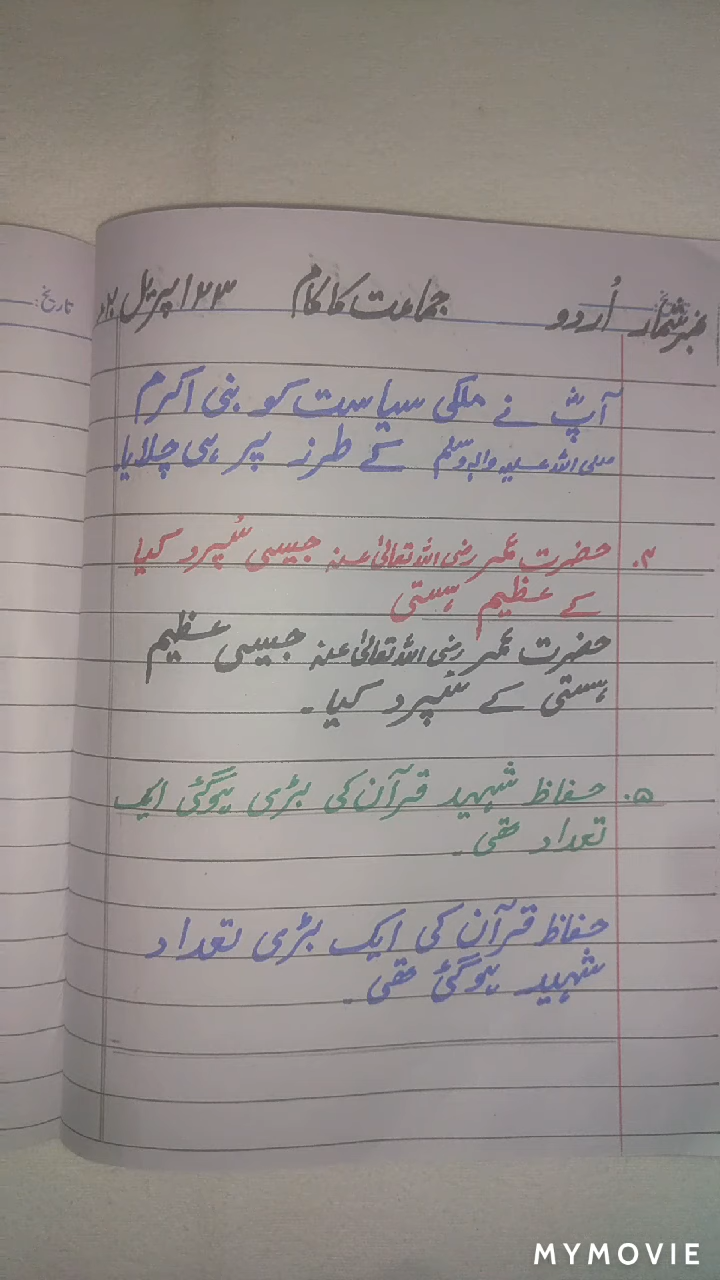 نمبر شمار اُردو جماعت کا کام ۲۳ اپریل
تاریخ:
آپؓ نے ملکی سیاست کو نبی اکرم
صلی اللہ علیہ والہ وسلم کے طرز پر ہی چلایا
۴. حضرت عمر رضی اللہ تعالیٰ عنہ جیسی سُپرد کیا
کے عظیم ہستی
حضرت عمر رضی اللہ تعالیٰ عنہ جیسی عظیم
ہستی کے سُپرد کیا۔
۵. حفاظ شہید قرآن کی بڑی ہوگئی ایک
تعداد تھی۔
حفاظ قرآن کی ایک بڑی تعداد
شہید ہوگئی تھی۔
MYMOVIE